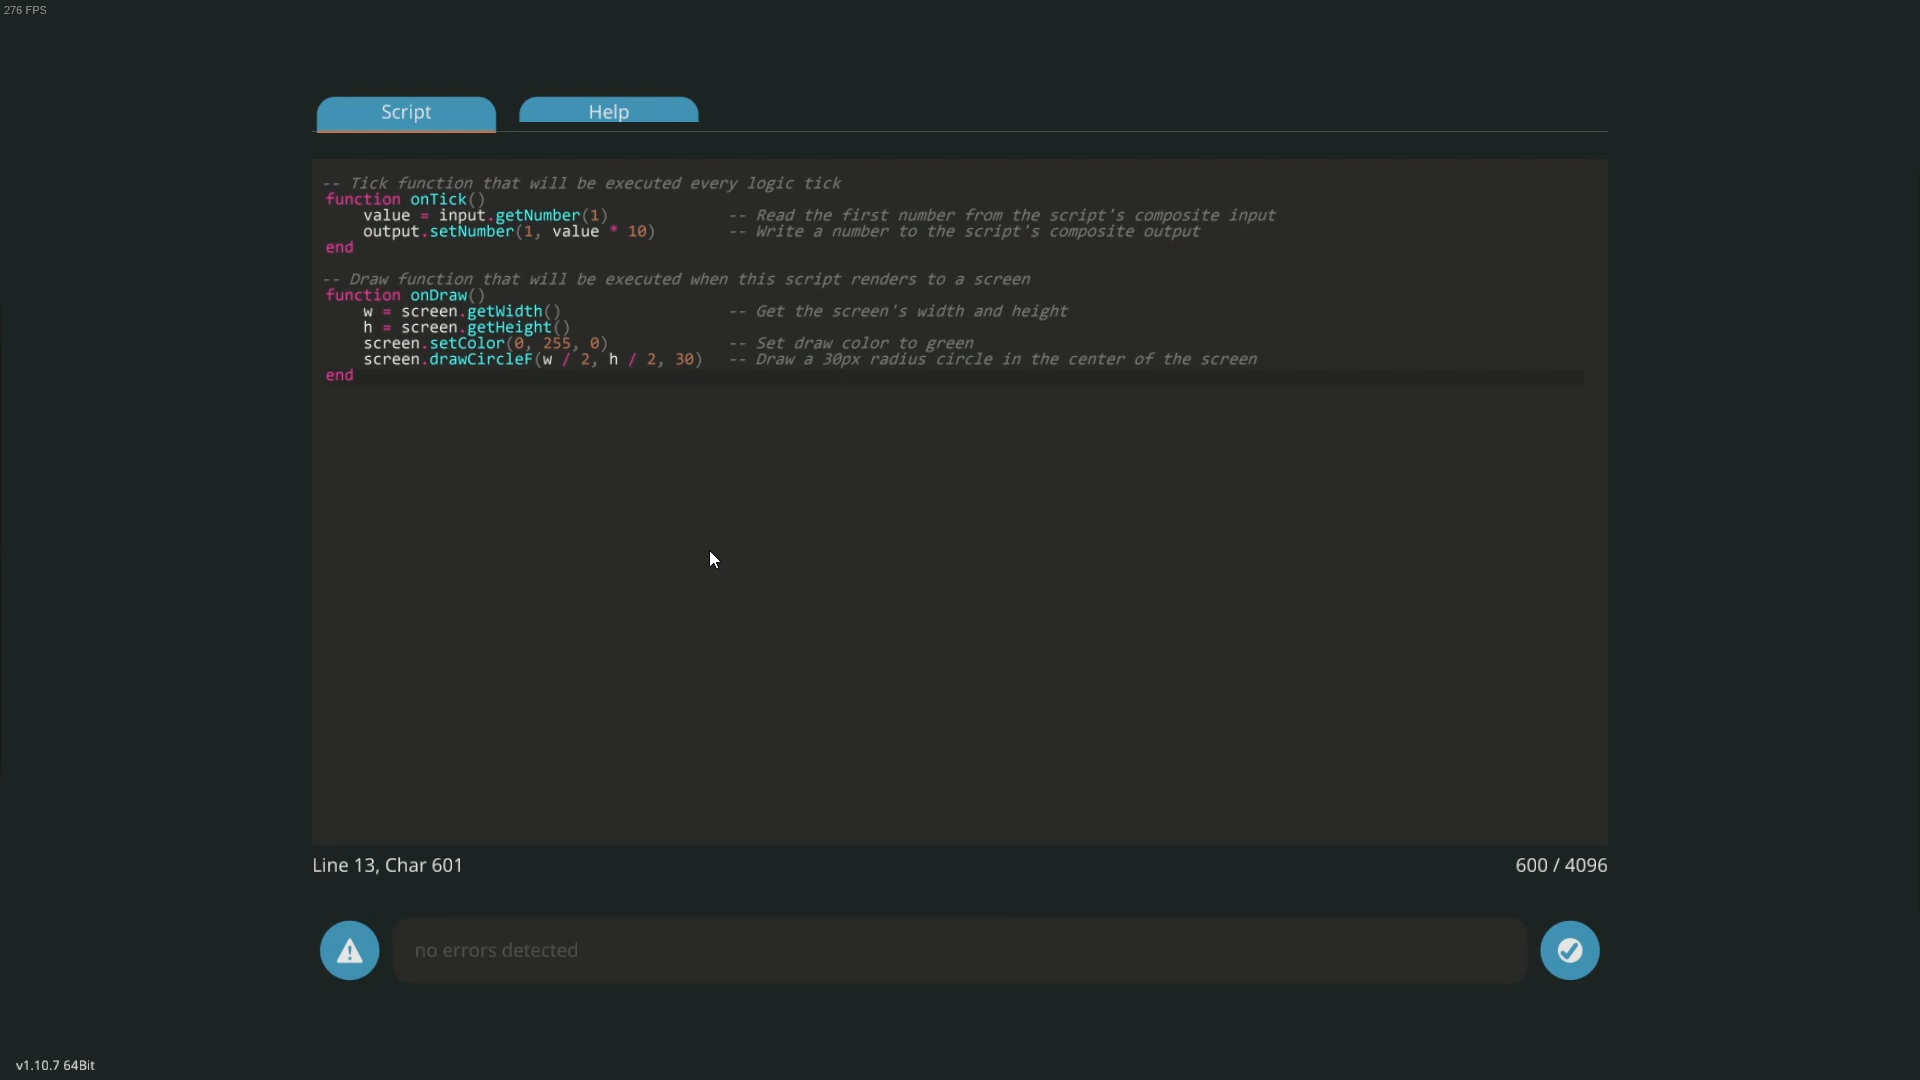 276 FPS
Script
Help
-- Tick function that will be executed every logic tick
function onTick()
    value = input.getNumber(1)             -- Read the first number from the script's composite input
    output.setNumber(1, value * 10)        -- Write a number to the script's composite output
end

-- Draw function that will be executed when this script renders to a screen
function onDraw()
    w = screen.getWidth()                  -- Get the screen's width and height
    h = screen.getHeight()
    screen.setColor(0, 255, 0)             -- Set draw color to green
    screen.drawCircleF(w / 2, h / 2, 30)   -- Draw a 30px radius circle in the center of the screen
end
Line 13, Char 601
600 / 4096
no errors detected
v1.10.7 64Bit